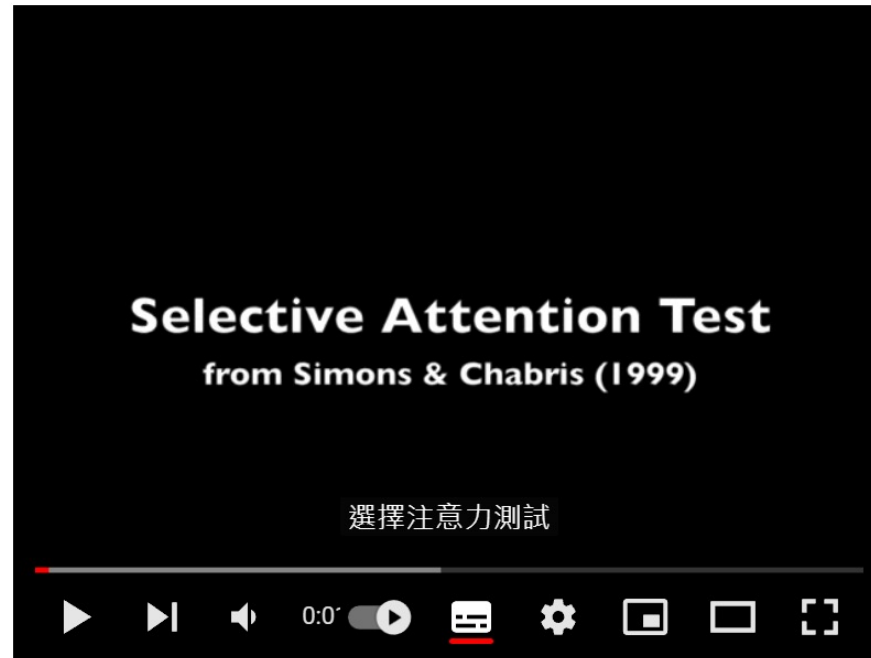 Selective Attention Test
from Simons & Chabris (1999)
選擇注意力測試